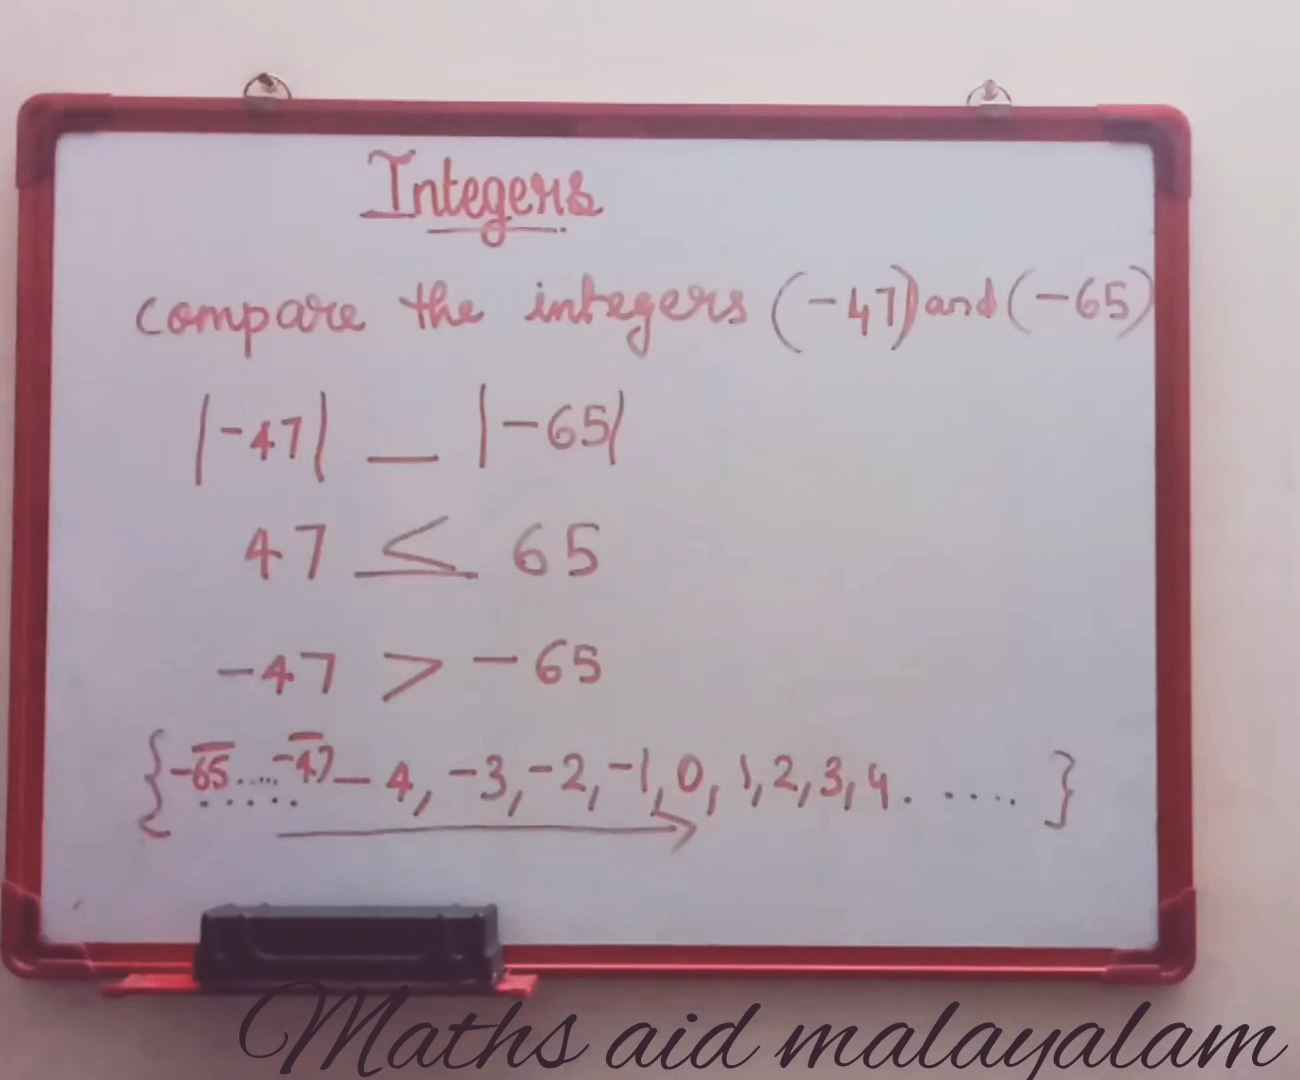 Integers
compare the integers (-47) and (-65)
|-47| _ |-65|
47 < 65
-47 > -65
{-65..... -47 - 4, -3, -2, -1, 0, 1, 2, 3, 4. .... }
Maths aid malayalam